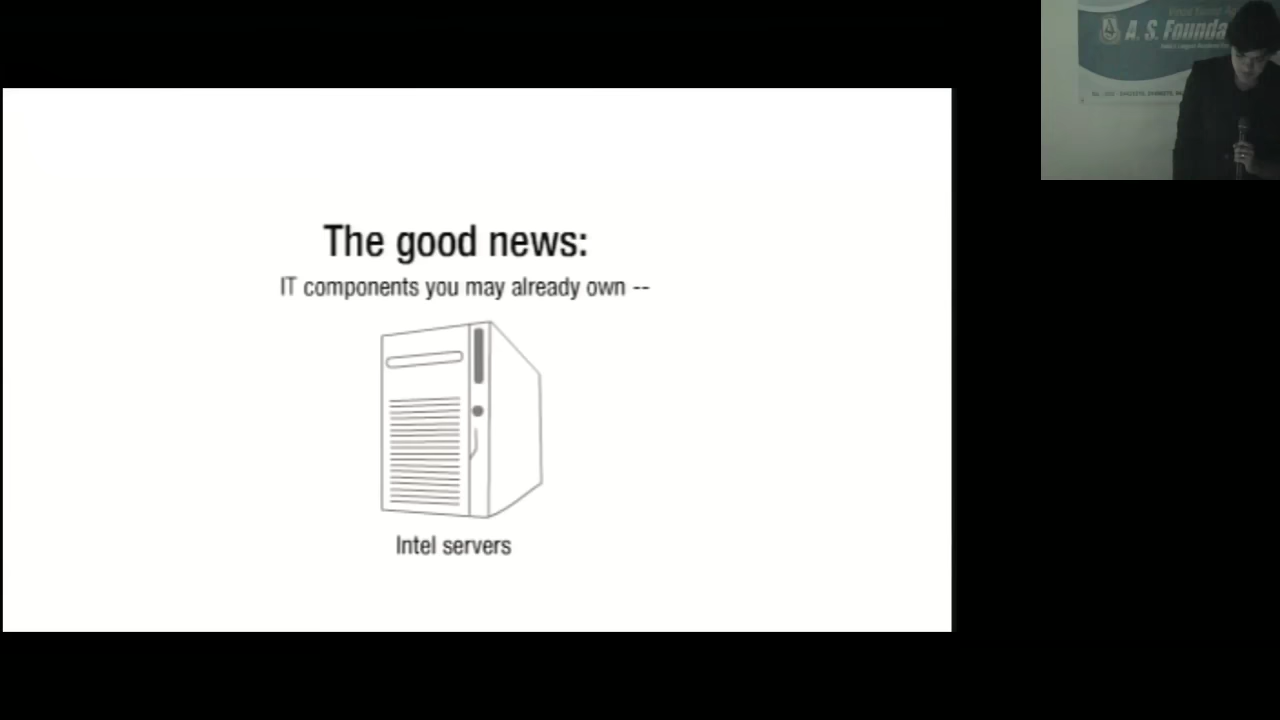 The good news:
IT components you may already own --
Intel servers
A. S. Founda